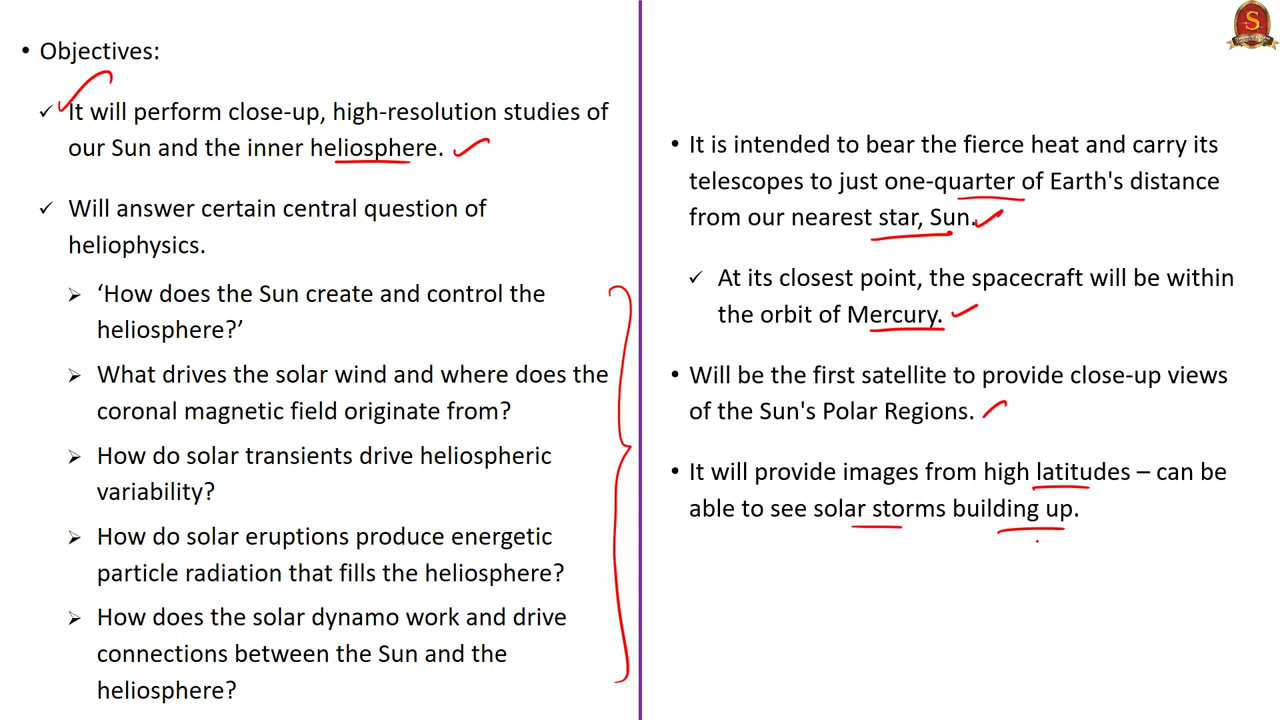 • Objectives:
✓ It will perform close-up, high-resolution studies of
our Sun and the inner heliosphere.
✓ Will answer certain central question of
heliophysics.
➢ ‘How does the Sun create and control the
heliosphere?’
➢ What drives the solar wind and where does the
coronal magnetic field originate from?
➢ How do solar transients drive heliospheric
variability?
➢ How do solar eruptions produce energetic
particle radiation that fills the heliosphere?
➢ How does the solar dynamo work and drive
connections between the Sun and the
heliosphere?
• It is intended to bear the fierce heat and carry its
telescopes to just one-quarter of Earth's distance
from our nearest star, Sun.
✓ At its closest point, the spacecraft will be within
the orbit of Mercury.
• Will be the first satellite to provide close-up views
of the Sun's Polar Regions.
• It will provide images from high latitudes – can be
able to see solar storms building up.
S